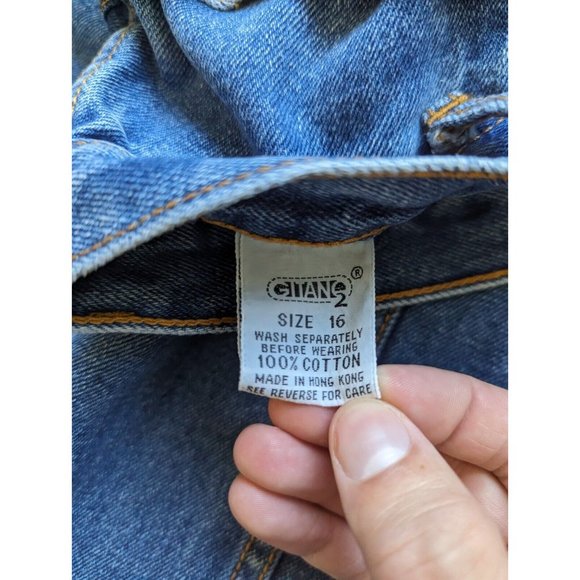 GITANO ®
2
SIZE 16
WASH SEPARATELY
BEFORE WEARING
100% COTTON
MADE IN HONG KONG
SEE REVERSE FOR CARE